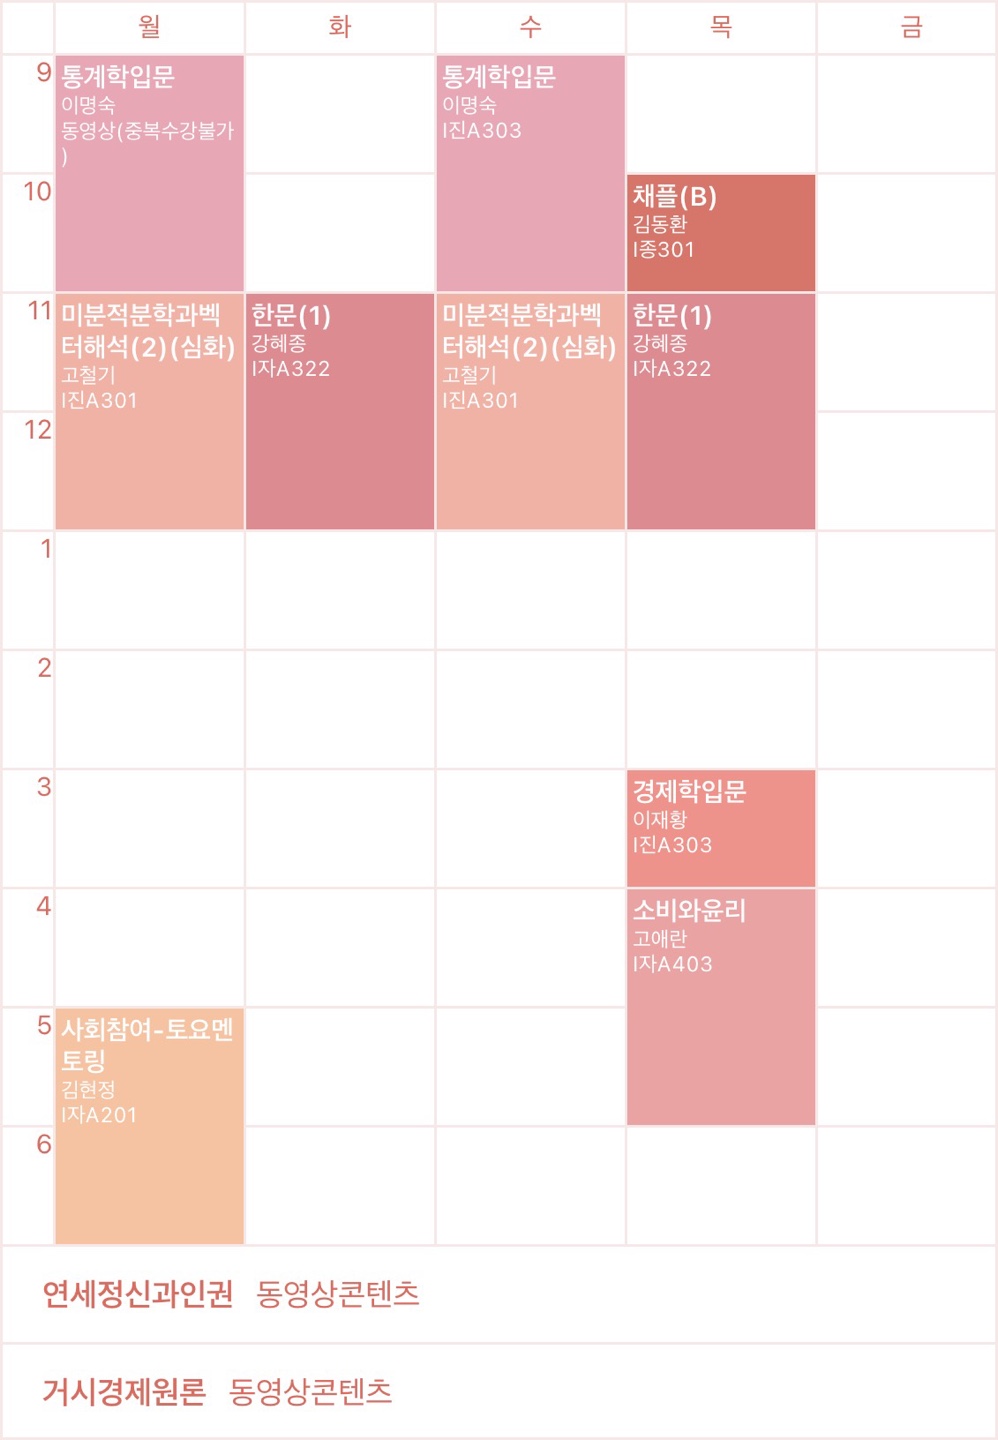 월 화 수 목 금
9
통계학입문
이명숙
동영상(중복수강불가
)
통계학입문
이명숙
I진A303
10
채플(B)
김동환
I종301
11
미분적분학과벡
터해석(2)(심화)
고철기
I진A301
한문(1)
강혜종
I자A322
미분적분학과벡
터해석(2)(심화)
고철기
I진A301
한문(1)
강혜종
I자A322
12
1
2
3
경제학입문
이재황
I진A303
4
소비와윤리
고애란
I자A403
5
사회참여-토요멘
토링
김현정
I자A201
6
연세정신과인권 동영상콘텐츠
거시경제원론 동영상콘텐츠